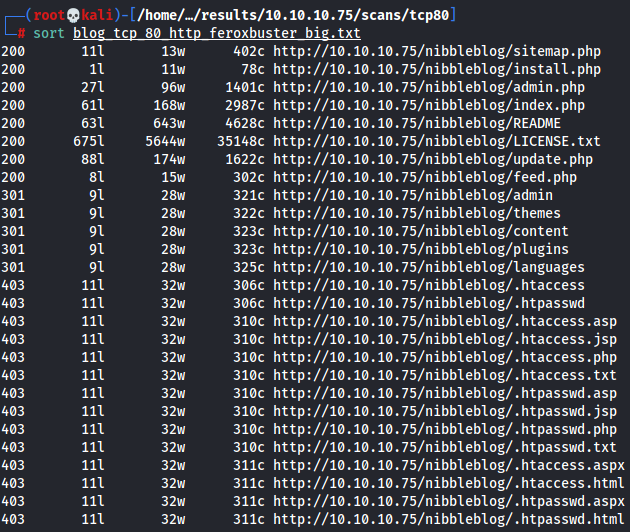 ┌──(root💀kali)-[/home/…/results/10.10.10.75/scans/tcp80]
└─# sort blog_tcp_80_http_feroxbuster_big.txt
200 11l 13w 402c http://10.10.10.75/nibbleblog/sitemap.php
200 1l 11w 78c http://10.10.10.75/nibbleblog/install.php
200 27l 96w 1401c http://10.10.10.75/nibbleblog/admin.php
200 61l 168w 2987c http://10.10.10.75/nibbleblog/index.php
200 63l 643w 4628c http://10.10.10.75/nibbleblog/README
200 675l 5644w 35148c http://10.10.10.75/nibbleblog/LICENSE.txt
200 88l 174w 1622c http://10.10.10.75/nibbleblog/update.php
200 8l 15w 302c http://10.10.10.75/nibbleblog/feed.php
301 9l 28w 321c http://10.10.10.75/nibbleblog/admin
301 9l 28w 322c http://10.10.10.75/nibbleblog/themes
301 9l 28w 323c http://10.10.10.75/nibbleblog/content
301 9l 28w 323c http://10.10.10.75/nibbleblog/plugins
301 9l 28w 325c http://10.10.10.75/nibbleblog/languages
403 11l 32w 306c http://10.10.10.75/nibbleblog/.htaccess
403 11l 32w 306c http://10.10.10.75/nibbleblog/.htpasswd
403 11l 32w 310c http://10.10.10.75/nibbleblog/.htaccess.asp
403 11l 32w 310c http://10.10.10.75/nibbleblog/.htaccess.jsp
403 11l 32w 310c http://10.10.10.75/nibbleblog/.htaccess.php
403 11l 32w 310c http://10.10.10.75/nibbleblog/.htaccess.txt
403 11l 32w 310c http://10.10.10.75/nibbleblog/.htpasswd.asp
403 11l 32w 310c http://10.10.10.75/nibbleblog/.htpasswd.jsp
403 11l 32w 310c http://10.10.10.75/nibbleblog/.htpasswd.php
403 11l 32w 310c http://10.10.10.75/nibbleblog/.htpasswd.txt
403 11l 32w 311c http://10.10.10.75/nibbleblog/.htaccess.aspx
403 11l 32w 311c http://10.10.10.75/nibbleblog/.htaccess.html
403 11l 32w 311c http://10.10.10.75/nibbleblog/.htpasswd.aspx
403 11l 32w 311c http://10.10.10.75/nibbleblog/.htpasswd.html